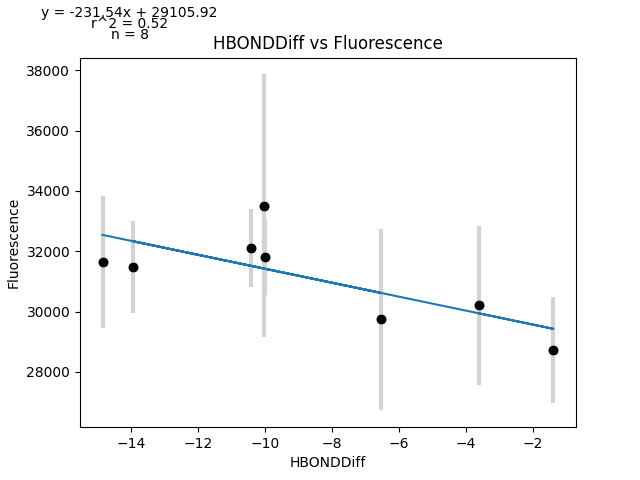 y = -231.54x + 29105.92
r^2 = 0.52
n = 8
HBONDDiff vs Fluorescence
38000
36000
34000
32000
30000
28000
Fluorescence
−14
−12
−10
−8
−6
−4
−2
HBONDDiff